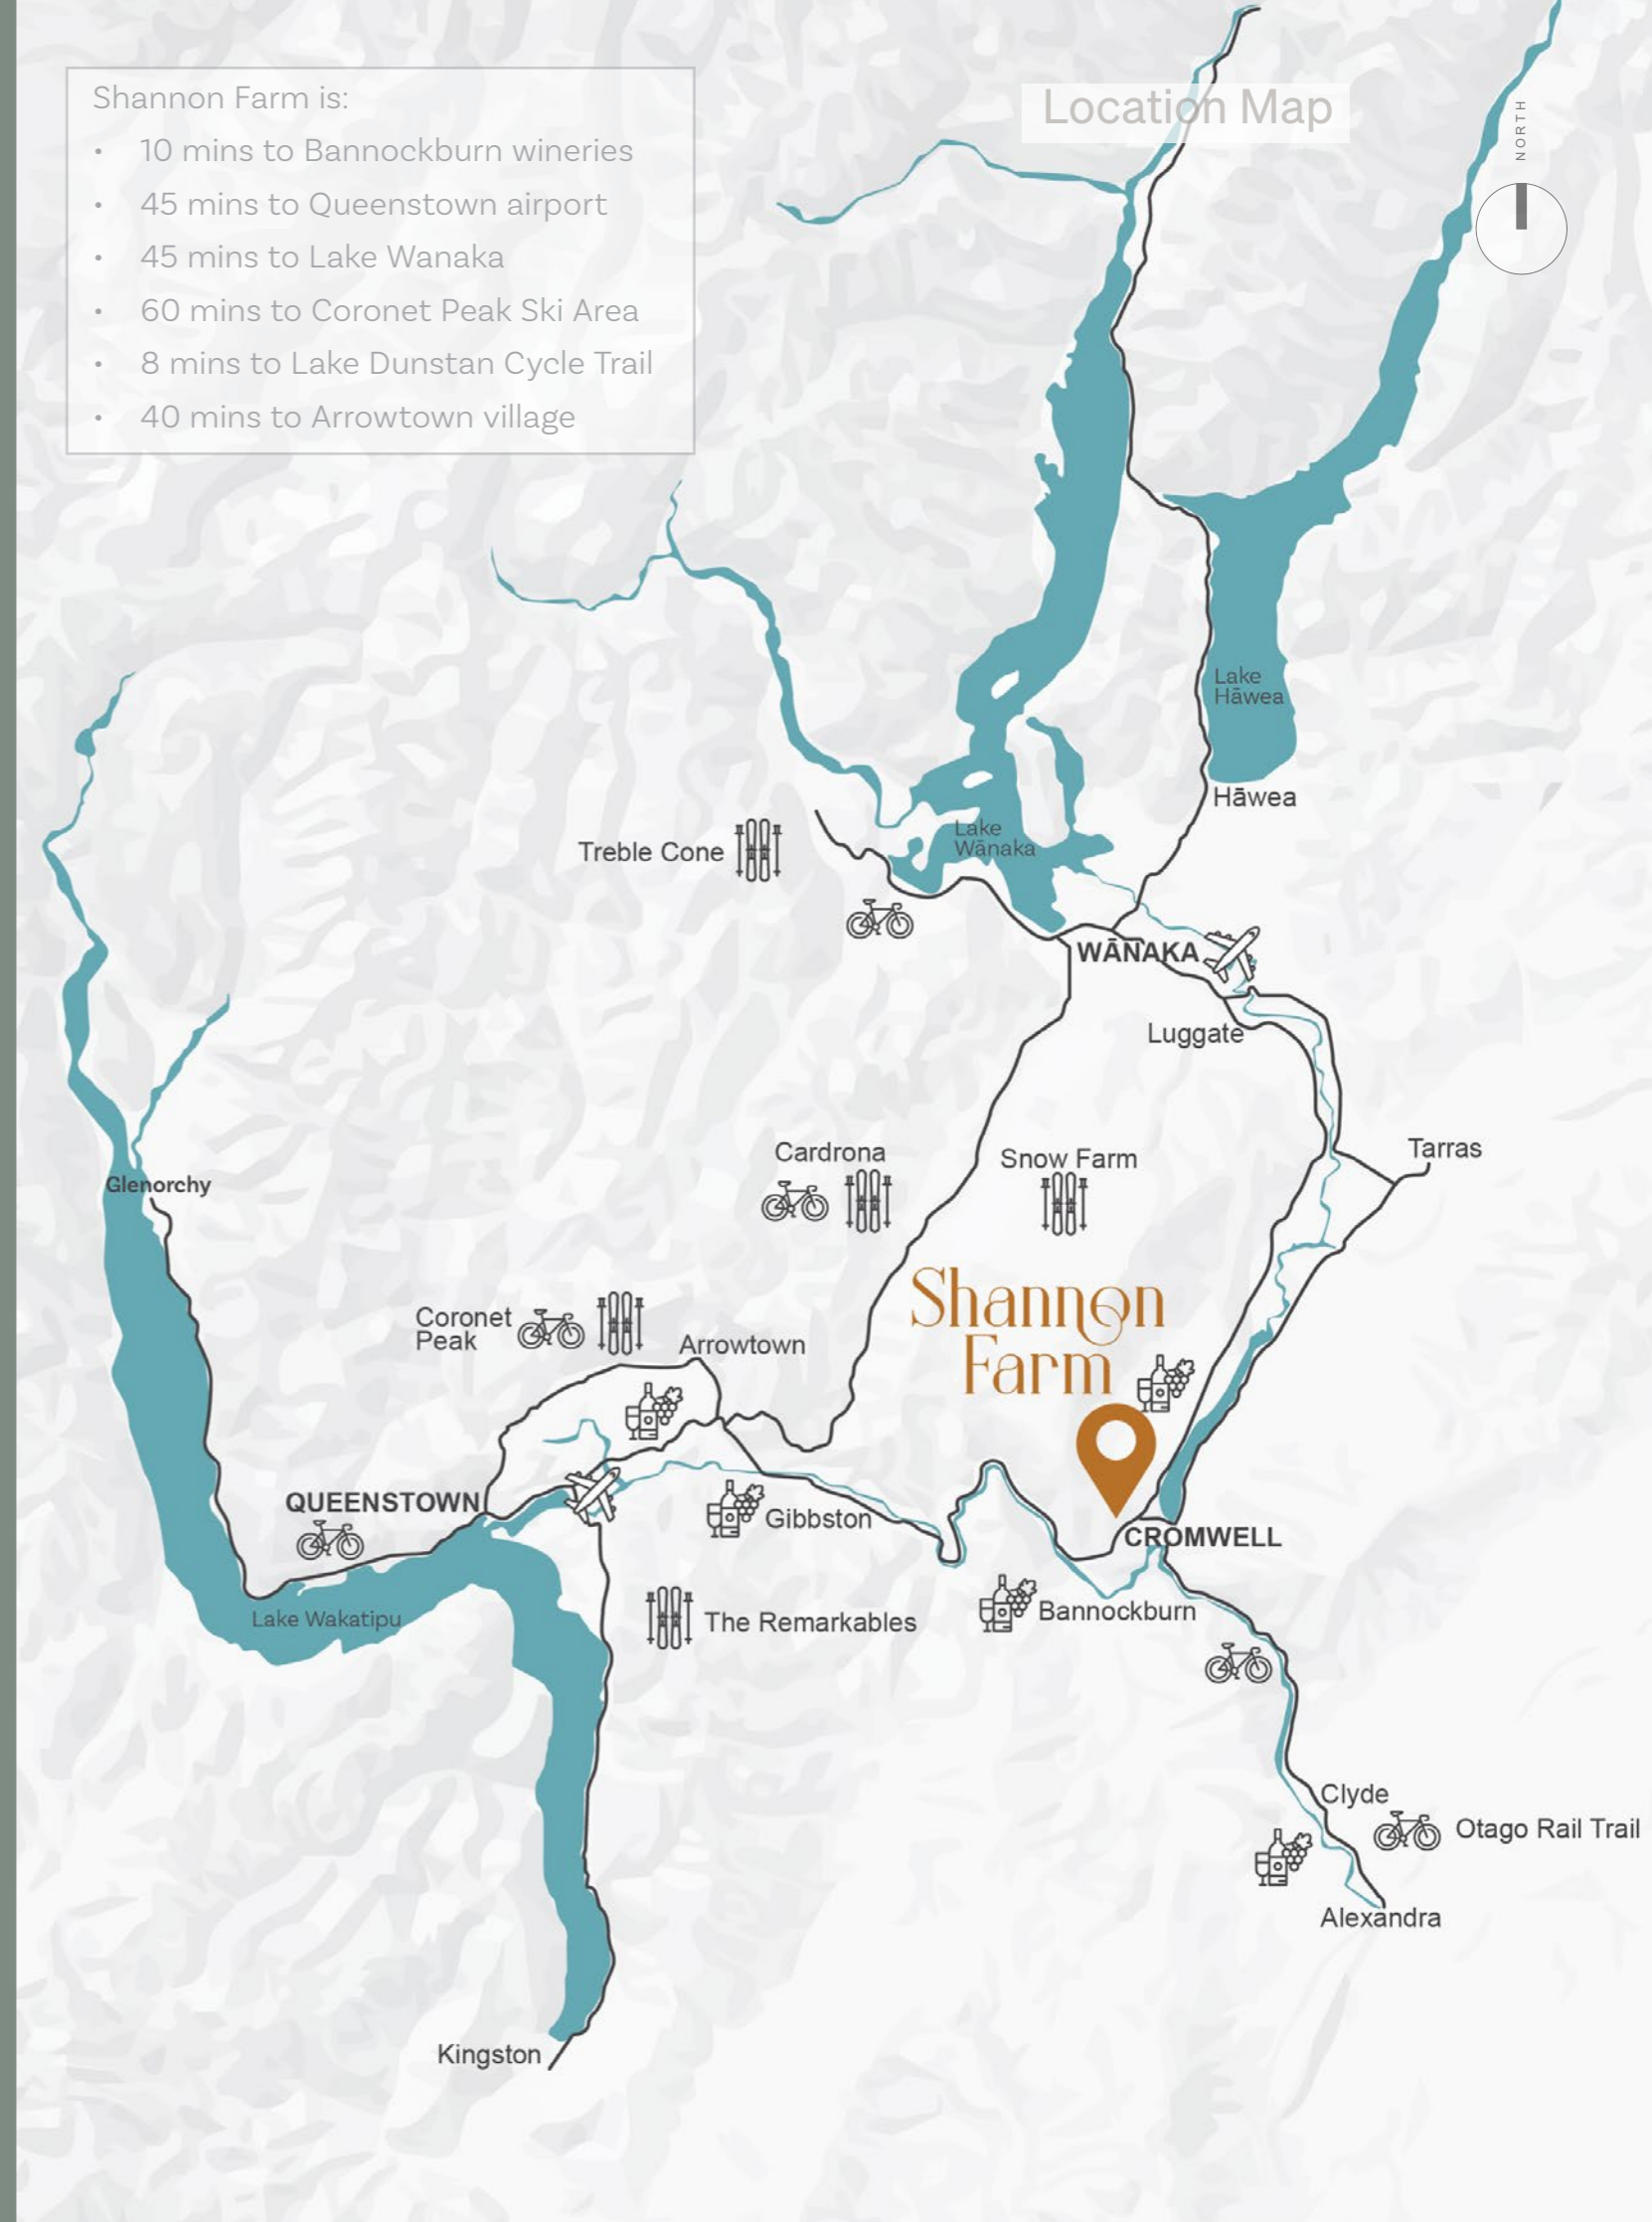 Shannon Farm is:
• 10 mins to Bannockburn wineries
• 45 mins to Queenstown airport
• 45 mins to Lake Wanaka
• 60 mins to Coronet Peak Ski Area
• 8 mins to Lake Dunstan Cycle Trail
• 40 mins to Arrowtown village
Location Map
NORTH
Lake
Hāwea
Hāwea
Lake
Wānaka
Treble Cone
WĀNAKA
Luggate
Tarras
Cardrona
Snow Farm
Glenorchy
Shannon
Farm
Coronet
Peak
Arrowtown
QUEENSTOWN
Gibbston
CROMWELL
Lake Wakatipu
The Remarkables
Bannockburn
Clyde
Otago Rail Trail
Alexandra
Kingston